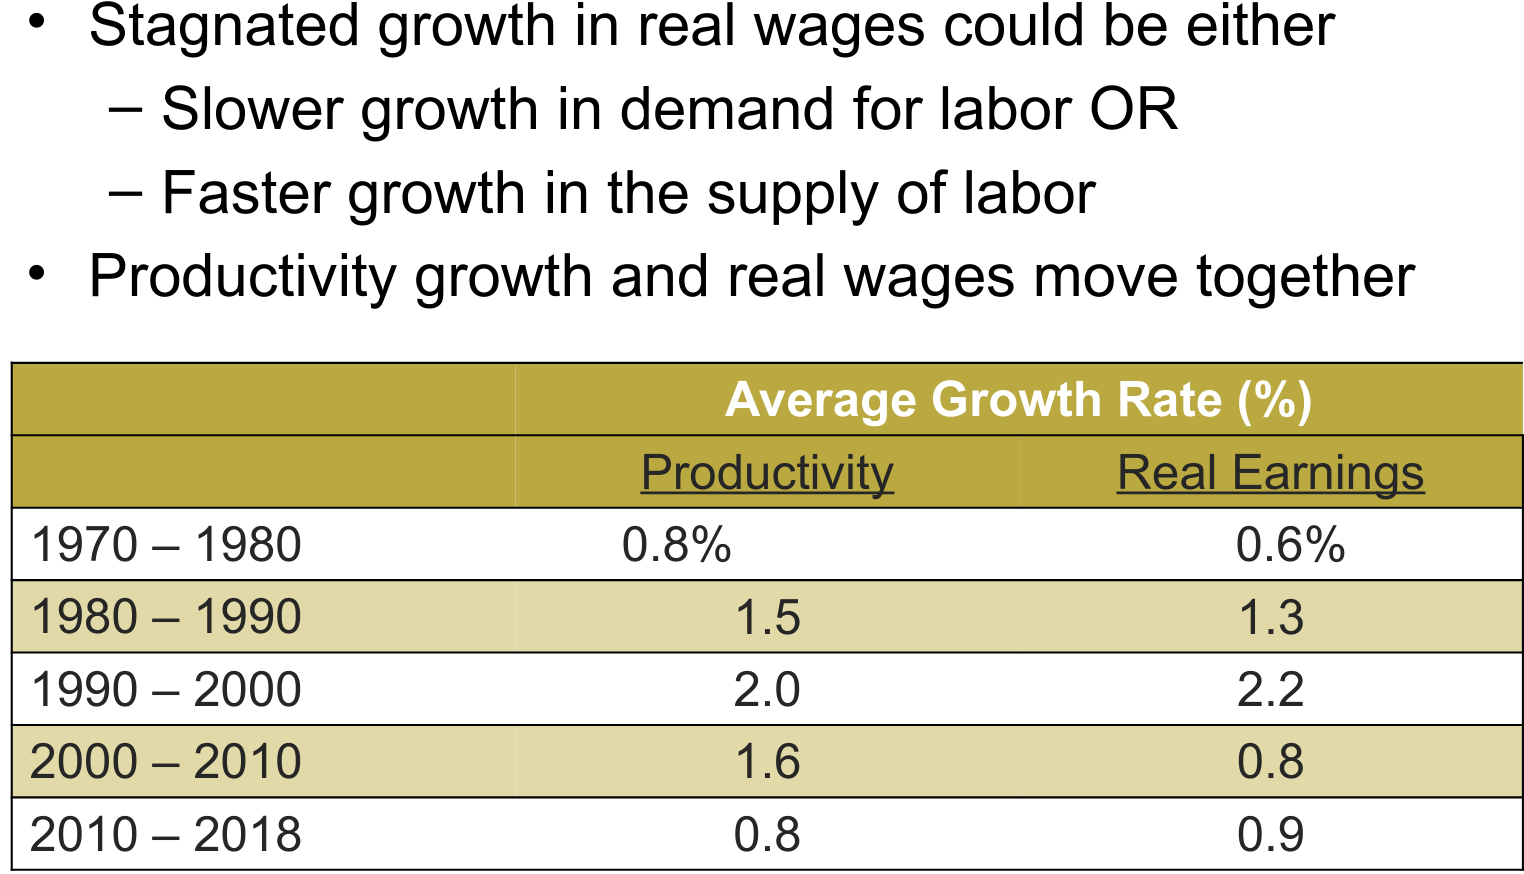 • Stagnated growth in real wages could be either
– Slower growth in demand for labor OR
– Faster growth in the supply of labor
• Productivity growth and real wages move together
Average Growth Rate (%)
Productivity Real Earnings
1970 – 1980 0.8% 0.6%
1980 – 1990 1.5 1.3
1990 – 2000 2.0 2.2
2000 – 2010 1.6 0.8
2010 – 2018 0.8 0.9